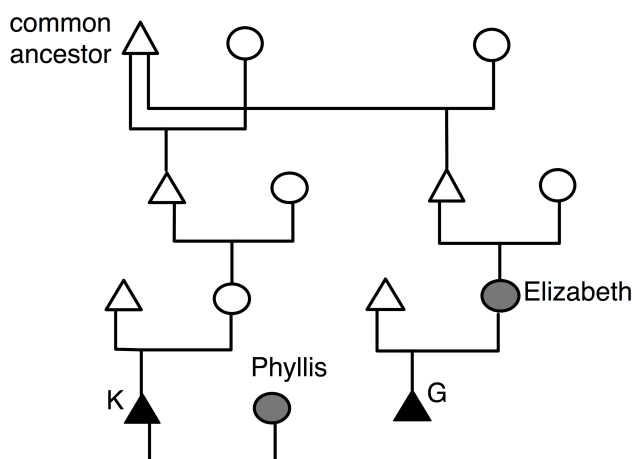 common
ancestor
Elizabeth
Phyllis
K
G